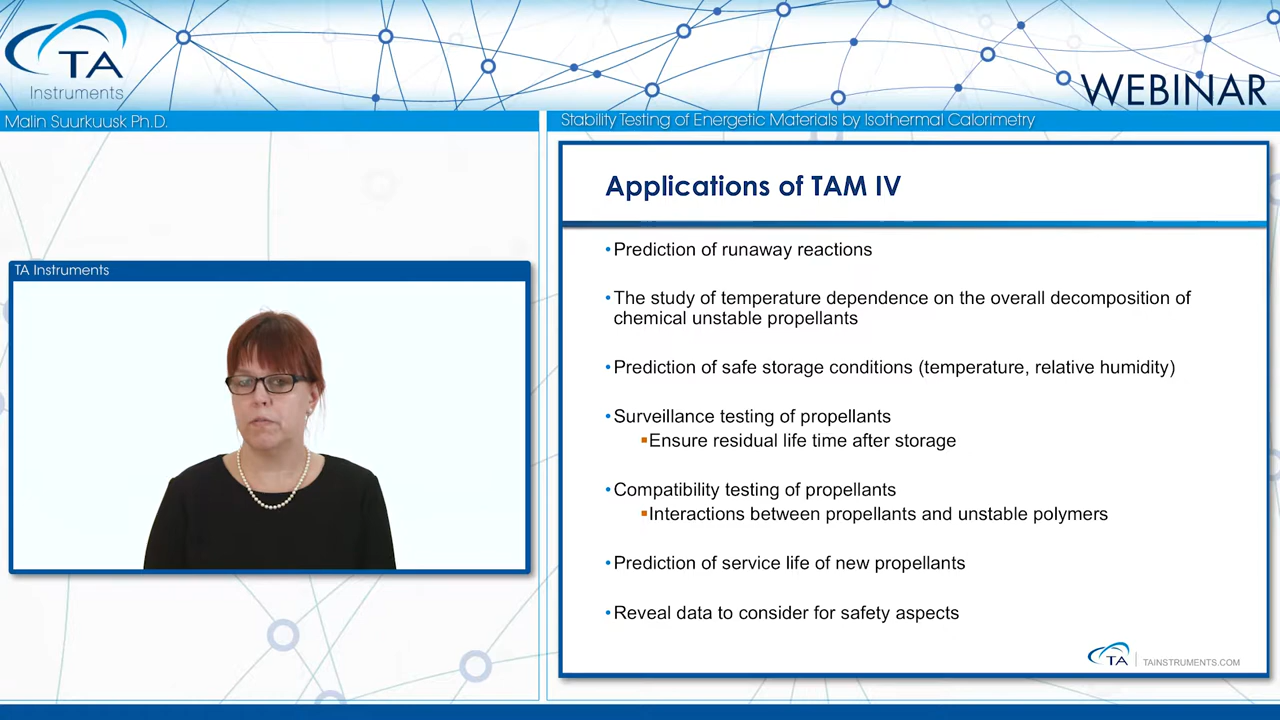 TA
Instruments
WEBINAR
Malin Suurkuusk Ph.D.
Stability Testing of Energetic Materials by Isothermal Calorimetry
TA Instruments
Applications of TAM IV
•Prediction of runaway reactions
•The study of temperature dependence on the overall decomposition of
chemical unstable propellants
•Prediction of safe storage conditions (temperature, relative humidity)
•Surveillance testing of propellants
▪Ensure residual life time after storage
•Compatibility testing of propellants
▪Interactions between propellants and unstable polymers
•Prediction of service life of new propellants
•Reveal data to consider for safety aspects
TA | TAINSTRUMENTS.COM